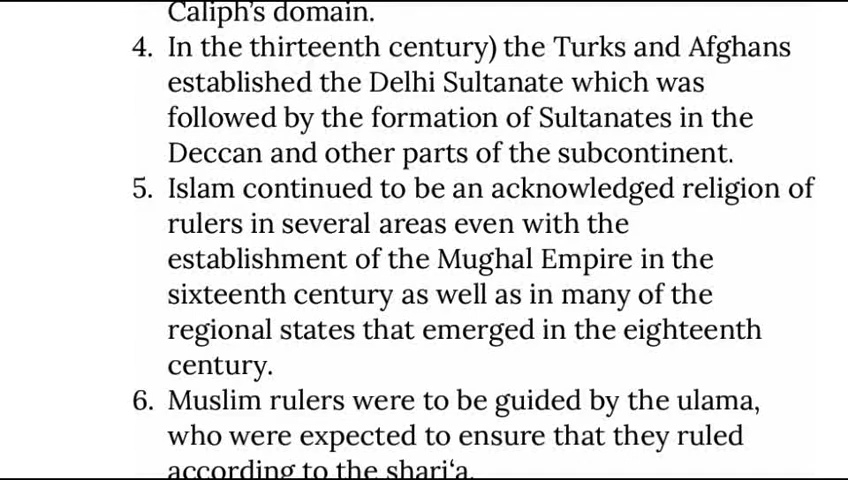 Caliph's domain.
4. In the thirteenth century) the Turks and Afghans
established the Delhi Sultanate which was
followed by the formation of Sultanates in the
Deccan and other parts of the subcontinent.
5. Islam continued to be an acknowledged religion of
rulers in several areas even with the
establishment of the Mughal Empire in the
sixteenth century as well as in many of the
regional states that emerged in the eighteenth
century.
6. Muslim rulers were to be guided by the ulama,
who were expected to ensure that they ruled
according to the shari‘a.